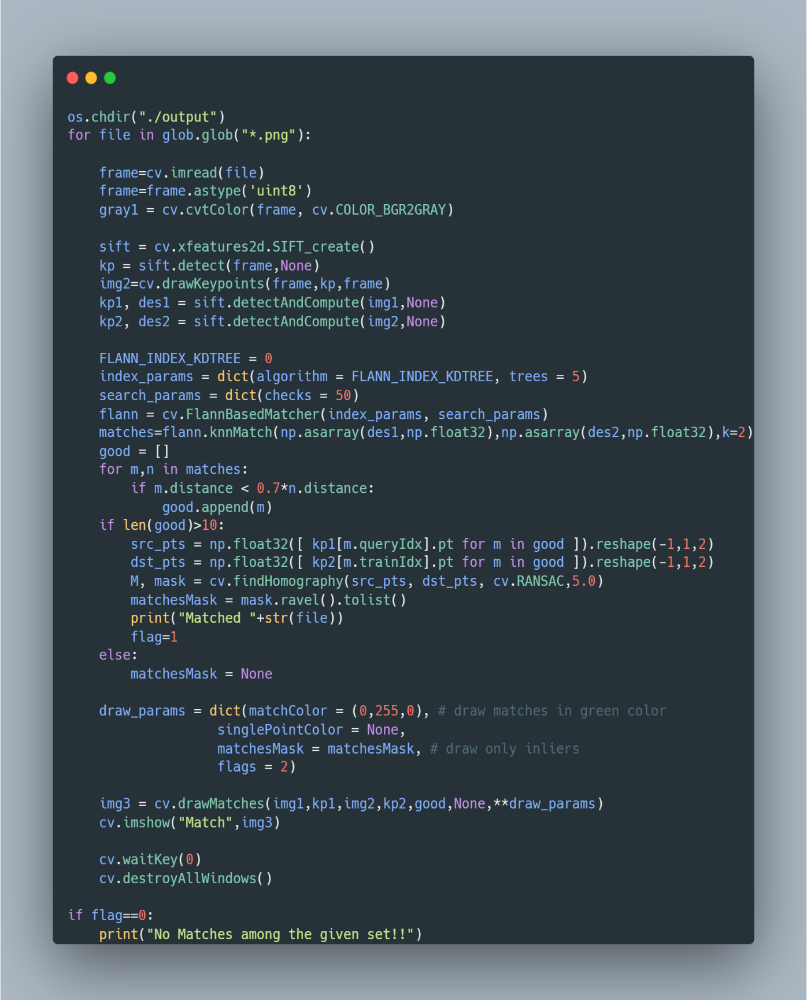 os.chdir("./output")
for file in glob.glob("*.png"):

    frame=cv.imread(file)
    frame=frame.astype('uint8')
    gray1 = cv.cvtColor(frame, cv.COLOR_BGR2GRAY)

    sift = cv.xfeatures2d.SIFT_create()
    kp = sift.detect(frame,None)
    img2=cv.drawKeypoints(frame,kp,frame)
    kp1, des1 = sift.detectAndCompute(img1,None)
    kp2, des2 = sift.detectAndCompute(img2,None)

    FLANN_INDEX_KDTREE = 0
    index_params = dict(algorithm = FLANN_INDEX_KDTREE, trees = 5)
    search_params = dict(checks = 50)
    flann = cv.FlannBasedMatcher(index_params, search_params)
    matches=flann.knnMatch(np.asarray(des1,np.float32),np.asarray(des2,np.float32),k=2)
    good = []
    for m,n in matches:
        if m.distance < 0.7*n.distance:
            good.append(m)
    if len(good)>10:
        src_pts = np.float32([ kp1[m.queryIdx].pt for m in good ]).reshape(-1,1,2)
        dst_pts = np.float32([ kp2[m.trainIdx].pt for m in good ]).reshape(-1,1,2)
        M, mask = cv.findHomography(src_pts, dst_pts, cv.RANSAC,5.0)
        matchesMask = mask.ravel().tolist()
        print("Matched "+str(file))
        flag=1
    else:
        matchesMask = None

    draw_params = dict(matchColor = (0,255,0), # draw matches in green color
                   singlePointColor = None,
                   matchesMask = matchesMask, # draw only inliers
                   flags = 2)

    img3 = cv.drawMatches(img1,kp1,img2,kp2,good,None,**draw_params)
    cv.imshow("Match",img3)

    cv.waitKey(0)
    cv.destroyAllWindows()

if flag==0:
    print("No Matches among the given set!!")